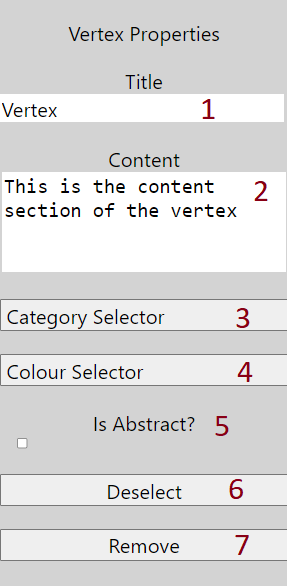 Vertex Properties
Title
Vertex 1
Content
This is the content 2
section of the vertex
Category Selector 3
Colour Selector 4
Is Abstract? 5
Deselect 6
Remove 7